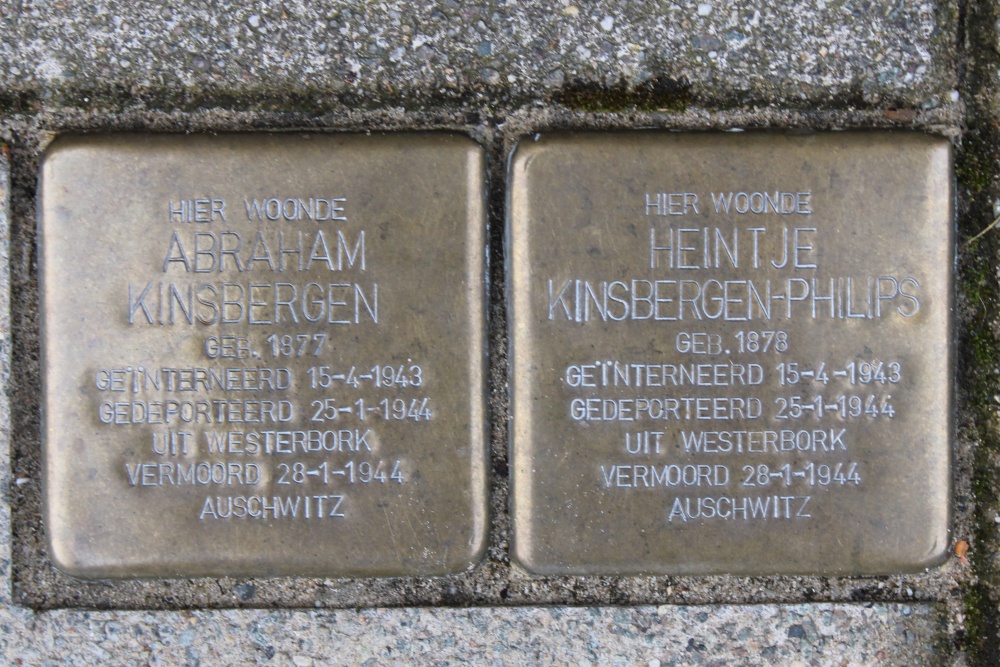 HIER WOONDE
ABRAHAM
KINSBERGEN
GEB. 1877
GEÏNTERNEERD 15-4-1943
GEDEPORTEERD 25-1-1944
UIT WESTERBORK
VERMOORD 28-1-1944
AUSCHWITZ
HIER WOONDE
HEINTJE
KINSBERGEN-PHILIPS
GEB. 1878
GEÏNTERNEERD 15-4-1943
GEDEPORTEERD 25-1-1944
UIT WESTERBORK
VERMOORD 28-1-1944
AUSCHWITZ